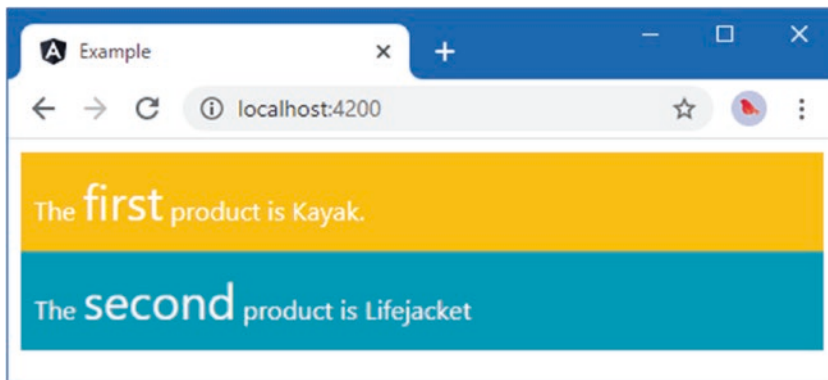 Example
localhost:4200
The first product is Kayak.
The second product is Lifejacket